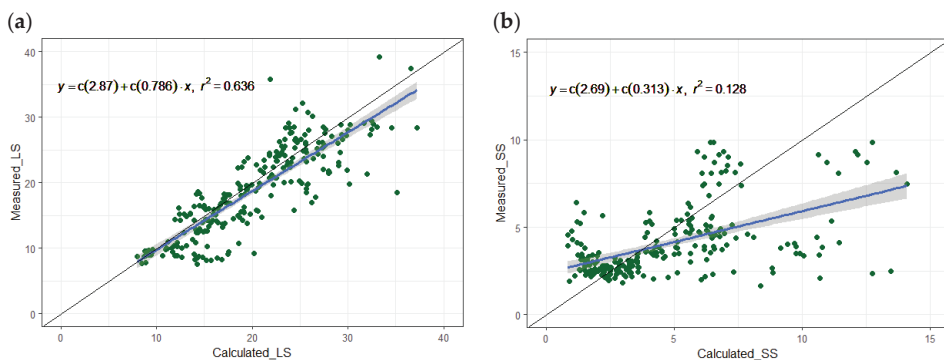 (a)
y = c(2.87) + c(0.786) · x, r² = 0.636
Measured_LS
40
30
20
10
0
0 10 20 30 40
Calculated_LS
(b)
y = c(2.69) + c(0.313) · x, r² = 0.128
Measured_SS
15
10
5
0
0 5 10 15
Calculated_SS